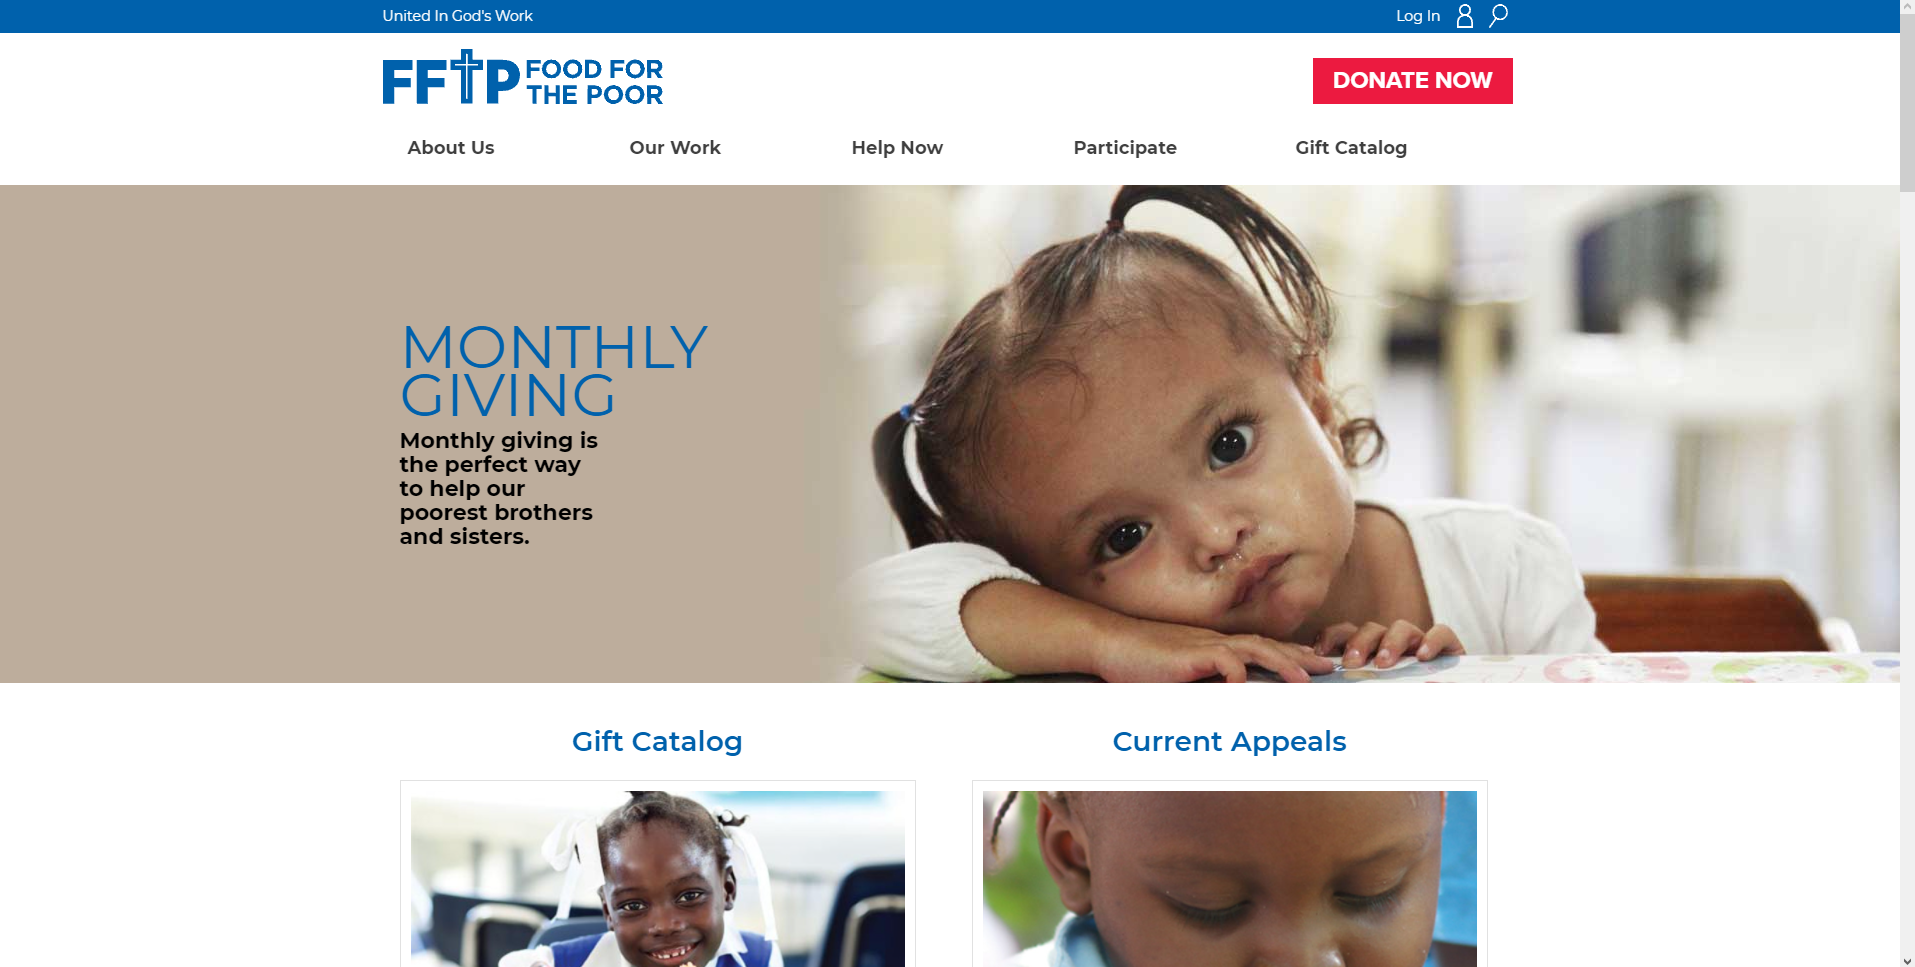 United In God's Work
Log In
FFTP FOOD FOR
THE POOR
DONATE NOW
About Us
Our Work
Help Now
Participate
Gift Catalog
MONTHLY
GIVING
Monthly giving is
the perfect way
to help our
poorest brothers
and sisters.
Gift Catalog
Current Appeals